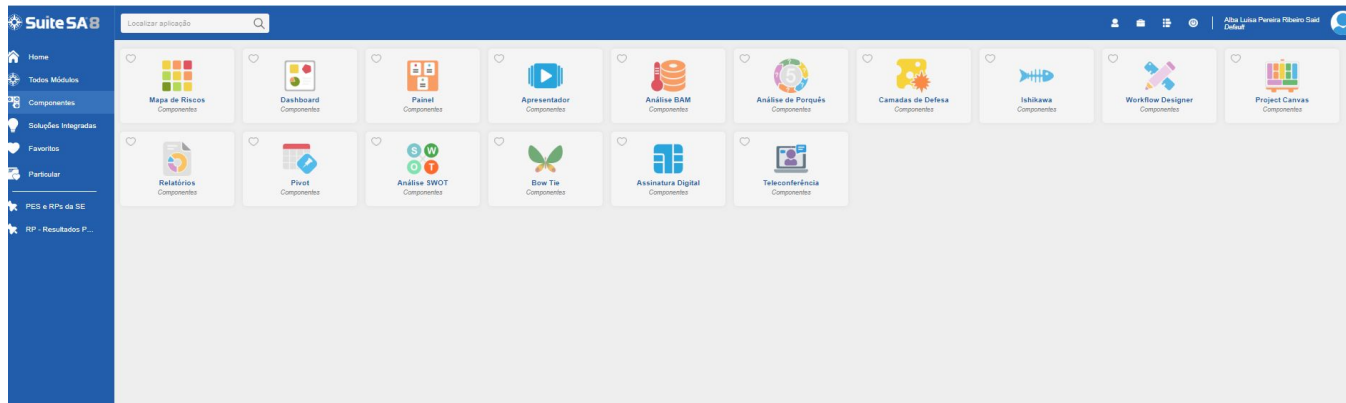 Suite SA 8
Localizar aplicação
Alba Luisa Pereira Ribeiro Said
Default
Home
Todos Módulos
Componentes
Soluções Integradas
Favoritos
Particular
PES e RPs da SE
RP - Resultados P...
Mapa de Riscos
Componentes
Dashboard
Componentes
Painel
Componentes
Apresentador
Componentes
Análise BAM
Componentes
5
Análise de Porquês
Componentes
Camadas de Defesa
Componentes
Ishikawa
Componentes
Workflow Designer
Componentes
Project Canvas
Componentes
Relatórios
Componentes
Pivot
Componentes
S W
O T
Análise SWOT
Componentes
Bow Tie
Componentes
Assinatura Digital
Componentes
Teleconferência
Componentes